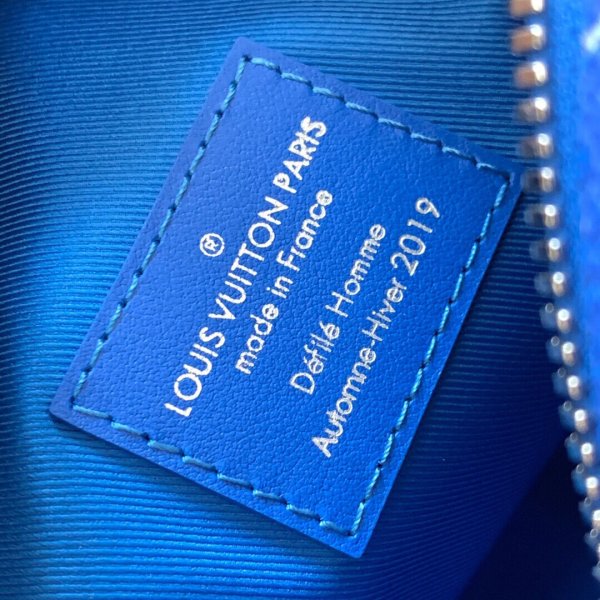 ®
LOUIS VUITTON PARIS
made in France
Défilé Homme
Automne-Hiver 2019